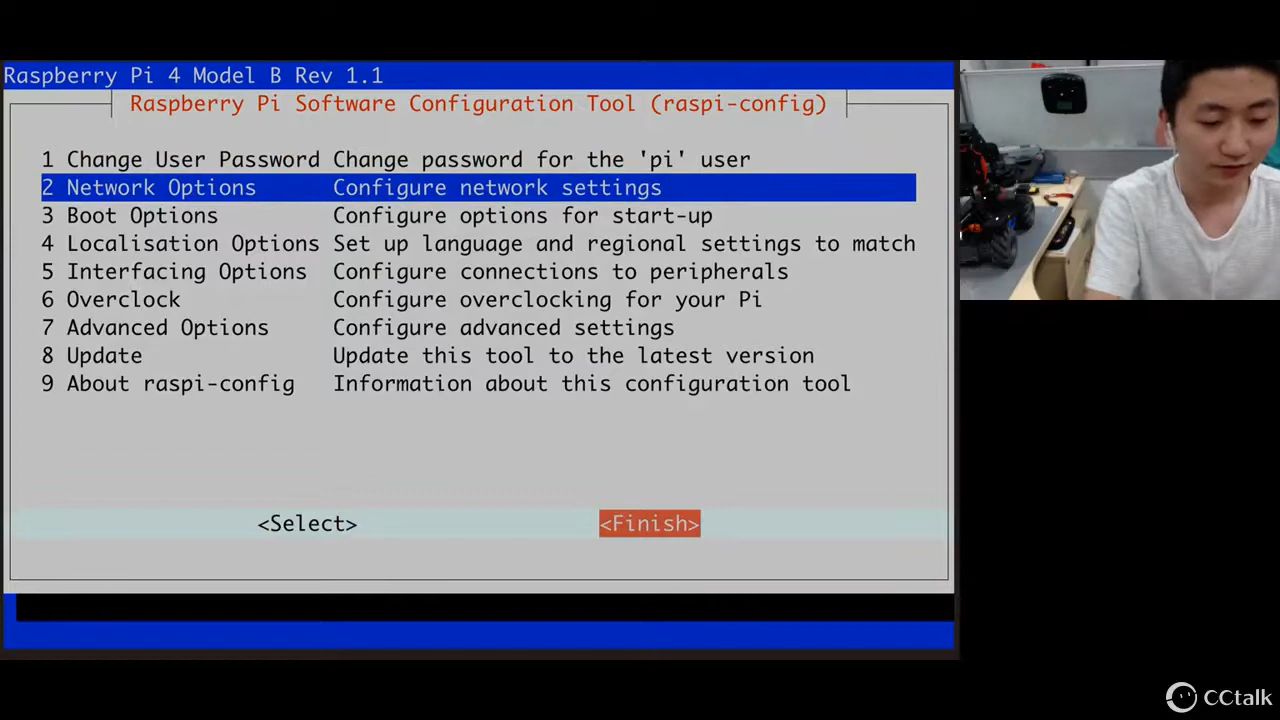 Raspberry Pi 4 Model B Rev 1.1
Raspberry Pi Software Configuration Tool (raspi-config)
1 Change User Password Change password for the 'pi' user
2 Network Options Configure network settings
3 Boot Options Configure options for start-up
4 Localisation Options Set up language and regional settings to match
5 Interfacing Options Configure connections to peripherals
6 Overclock Configure overclocking for your Pi
7 Advanced Options Configure advanced settings
8 Update Update this tool to the latest version
9 About raspi-config Information about this configuration tool
<Select> <Finish>
CCtalk